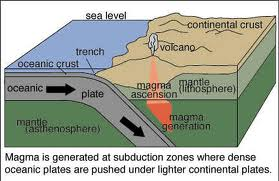 sea level
continental crust
trench
volcano
oceanic crust
plate
magma
ascension
mantle
(lithosphere)
mantle
(asthenosphere)
magma
generation
Magma is generated at subduction zones where dense
oceanic plates are pushed under lighter continental plates.